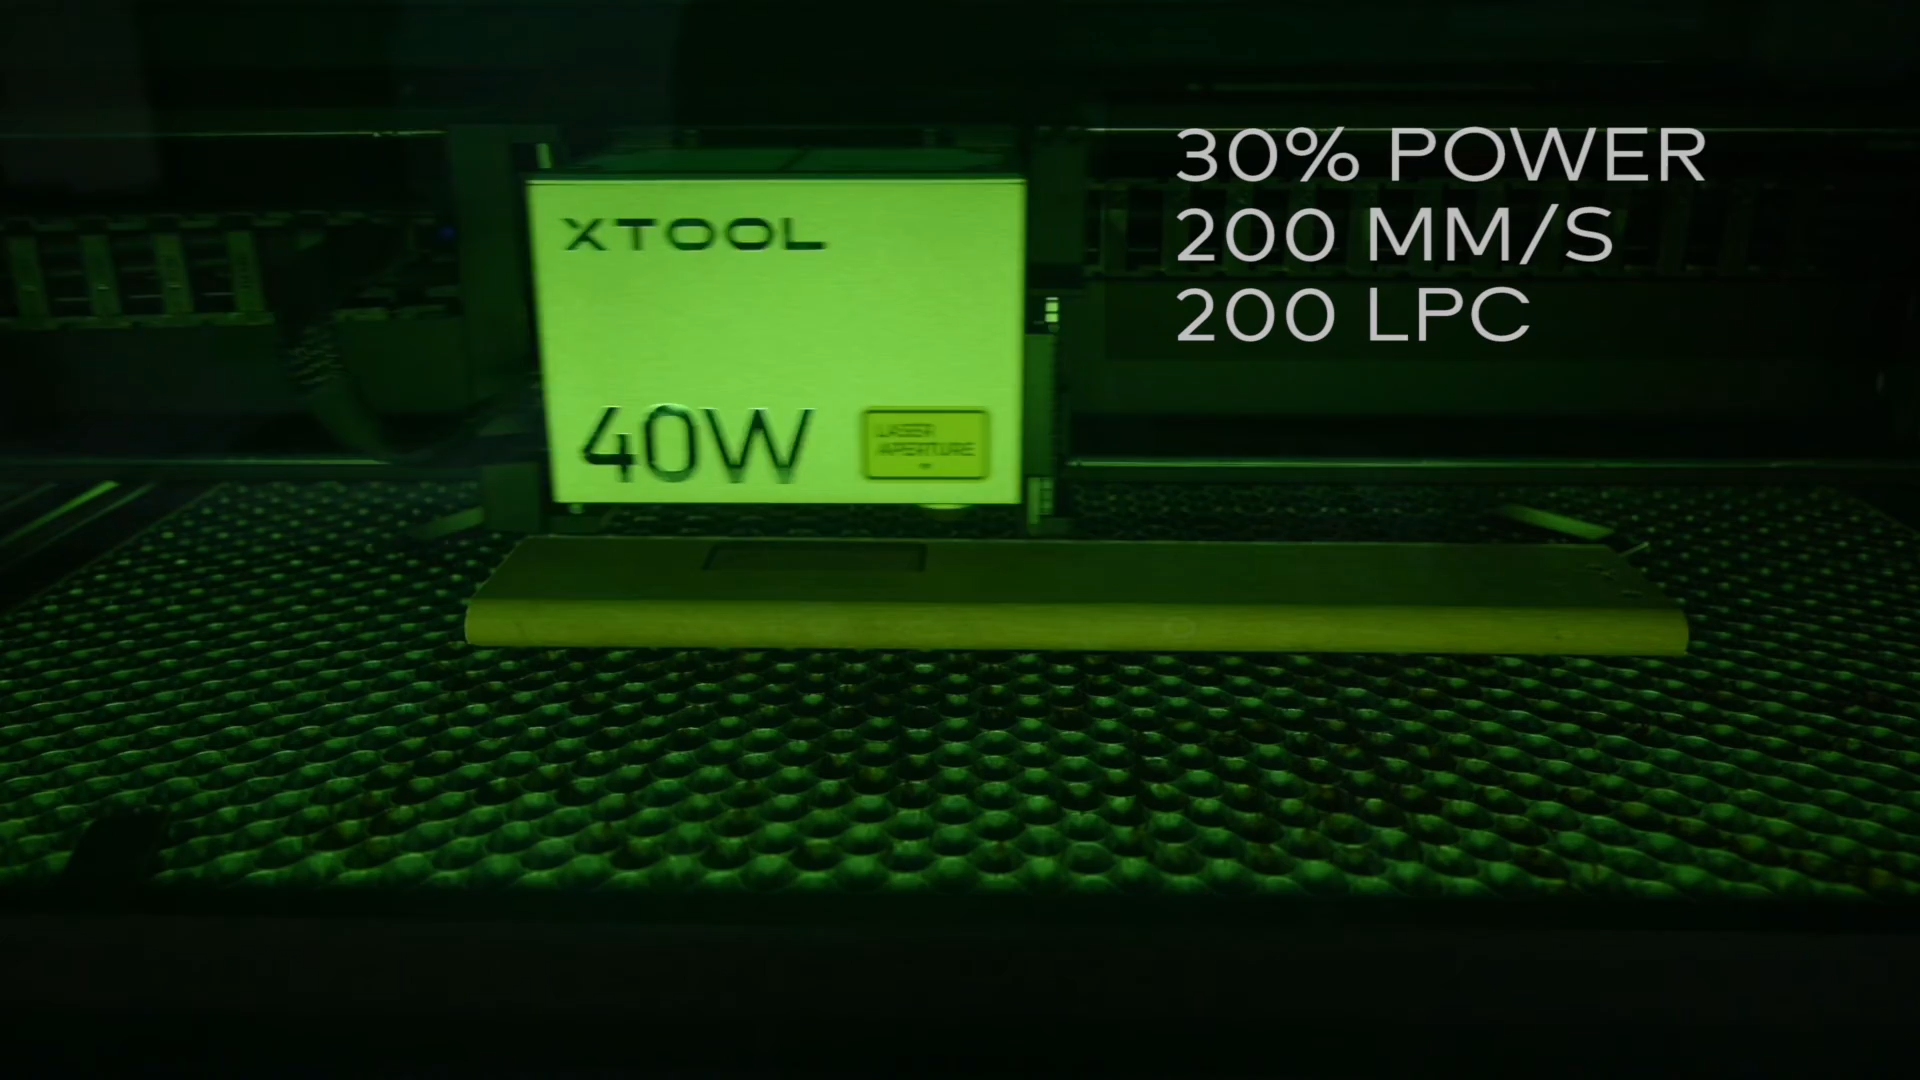 XTOOL
40W
LASER
APERTURE
30% POWER
200 MM/S
200 LPC